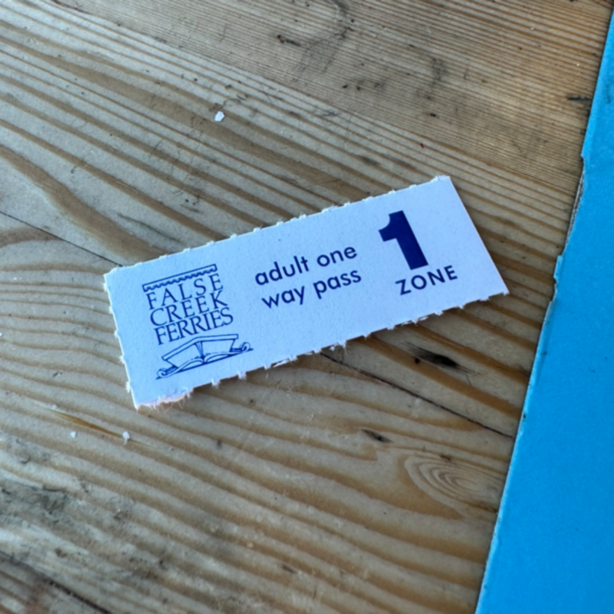 FALSE
CREEK
FERRIES
adult one
way pass
1
ZONE